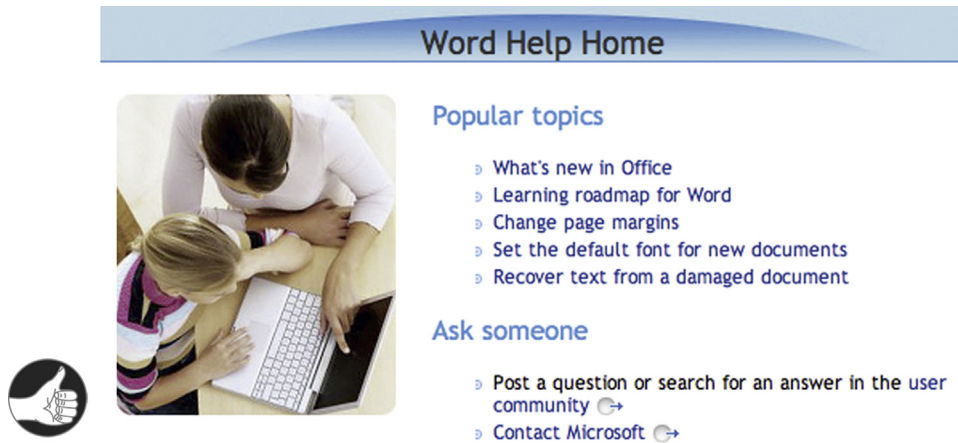 Word Help Home
Popular topics
What's new in Office
Learning roadmap for Word
Change page margins
Set the default font for new documents
Recover text from a damaged document
Ask someone
Post a question or search for an answer in the user
community
Contact Microsoft